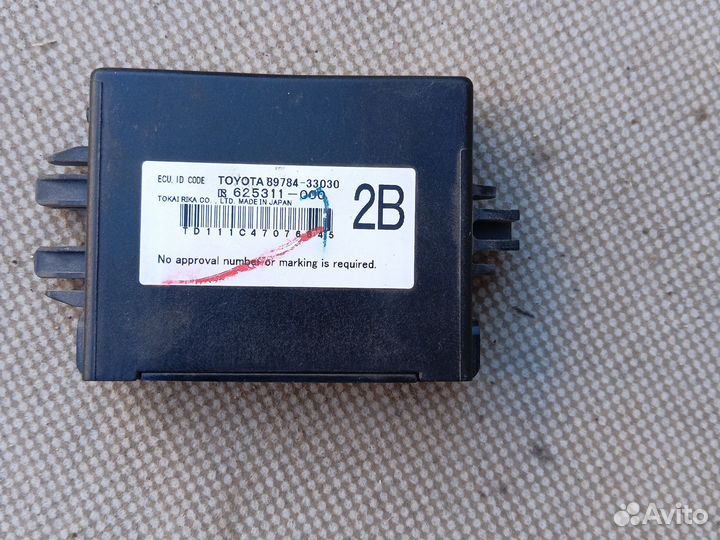 ECU, ID CODE TOYOTA 89784-33030
625311-000
TOKAI RIKA CO., LTD. MADE IN JAPAN
2B
No approval number or marking is required.
Avito